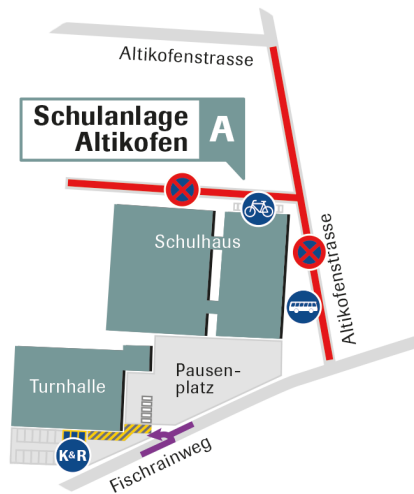 Altikofenstrasse
Schulanlage
Altikofen
A
Schulhaus
Altikofenstrasse
Turnhalle
Pausen-
platz
K&R
Fischrainweg